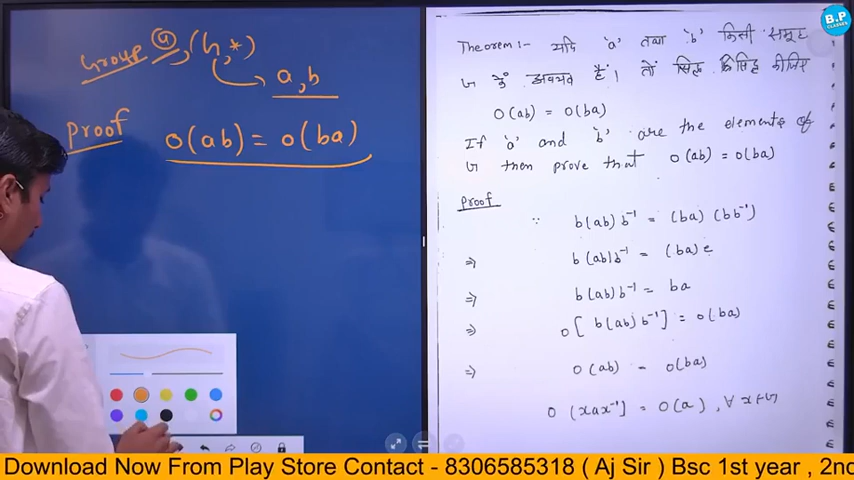 Group G, (G,*)
a,b
Proof
O(ab) = O(ba)
B.P
CLASSES
Theorem :- यदि 'a' तथा 'b' किसी समूह
G के अवयव हैं। तो सिद्ध कीजिए
O(ab) = O(ba)
If 'a' and 'b' are the elements of
G then prove that O(ab) = O(ba)
Proof
∵ b(ab)b⁻¹ = (ba)(bb⁻¹)
⇒ b(ab)b⁻¹ = (ba)e
⇒ b(ab)b⁻¹ = ba
⇒ O[b(ab)b⁻¹] = O(ba)
⇒ O(ab) = O(ba)
O(xax⁻¹] = O(a), ∀ x∈G
Download Now From Play Store Contact - 8306585318 ( Aj Sir ) Bsc 1st year , 2nd